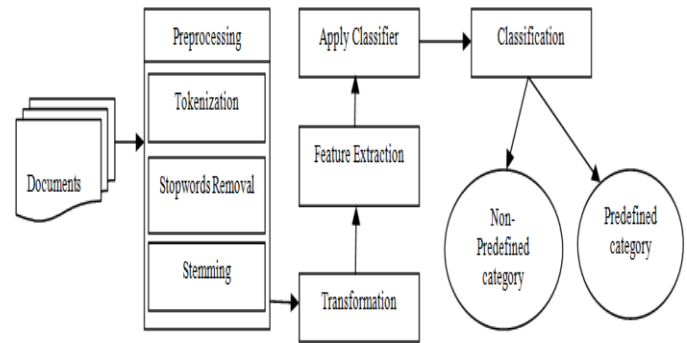 Documents
Preprocessing
Tokenization
Stopwords Removal
Stemming
Transformation
Feature Extraction
Apply Classifier
Classification
Non-
Predefined
category
Predefined
category